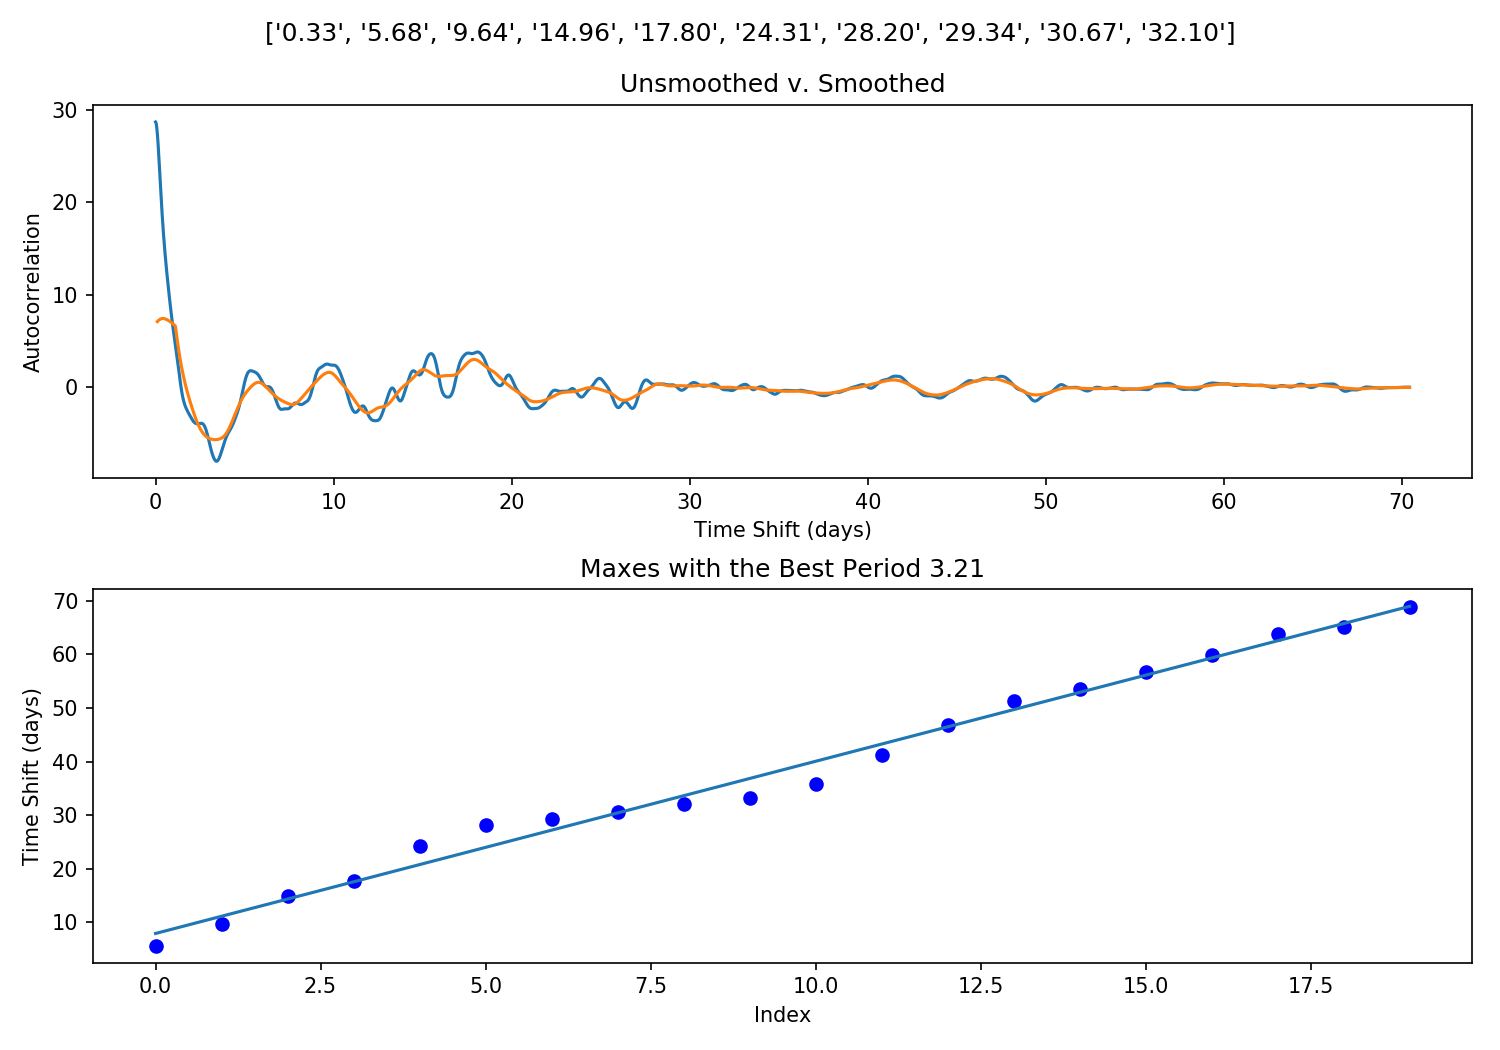 ['0.33', '5.68', '9.64', '14.96', '17.80', '24.31', '28.20', '29.34', '30.67', '32.10']
Unsmoothed v. Smoothed
30
20
10
0
Autocorrelation
0 10 20 30 40 50 60 70
Time Shift (days)
Maxes with the Best Period 3.21
70
60
50
40
30
20
10
Time Shift (days)
0.0 2.5 5.0 7.5 10.0 12.5 15.0 17.5
Index